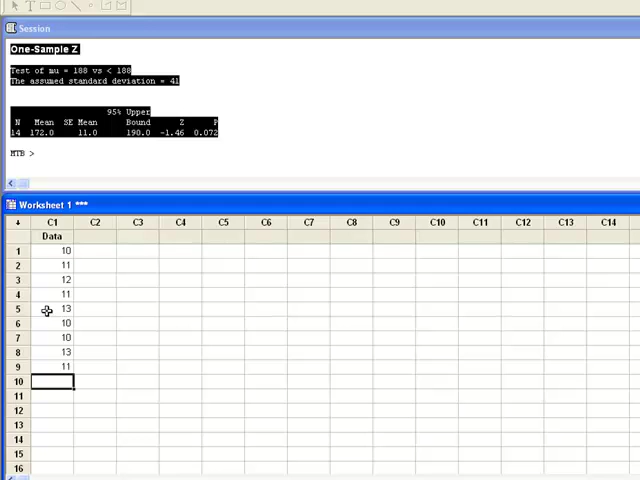 Session
One-Sample Z
Test of mu = 188 vs < 188
The assumed standard deviation = 41
95% Upper
N Mean SE Mean Bound Z P
14 172.0 11.0 190.0 -1.46 0.072
MTB >
Worksheet 1 ***
C1 C2 C3 C4 C5 C6 C7 C8 C9 C10 C11 C12 C13 C14
Data
1 10
2 11
3 12
4 11
5 13
6 10
7 10
8 13
9 11
10
11
12
13
14
15
16